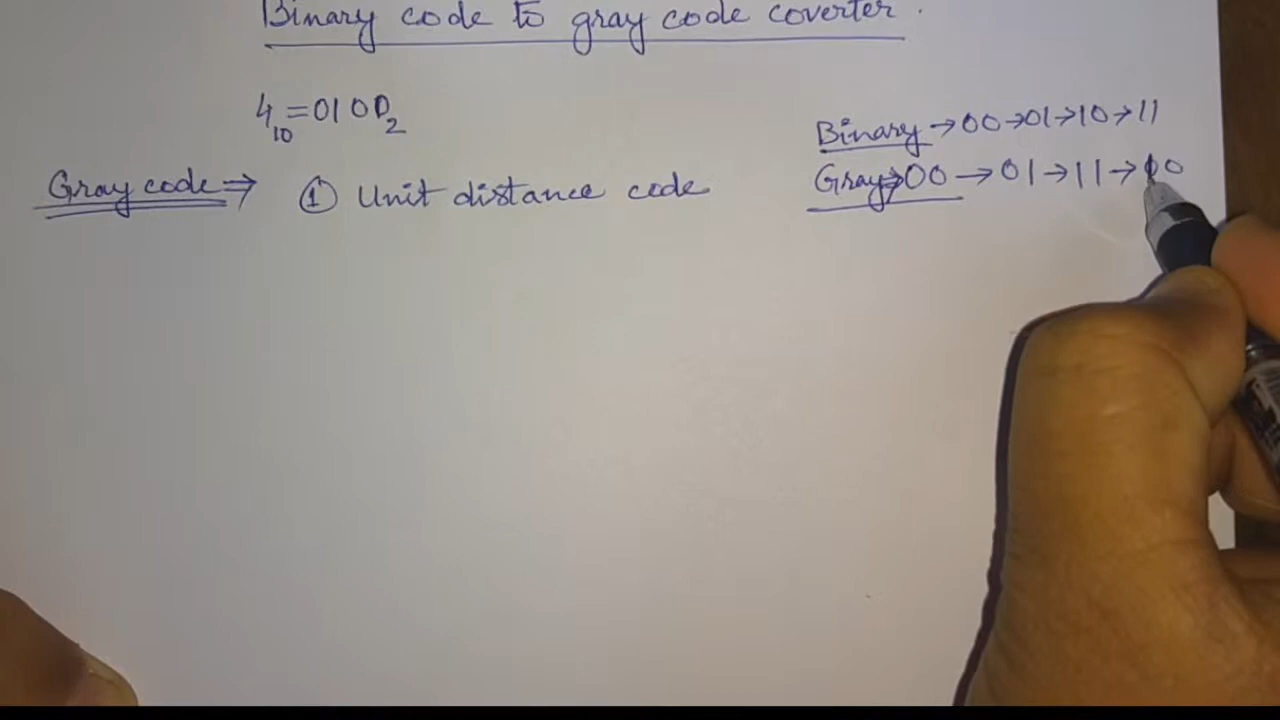 Binary code to gray code coverter.
4₁₀=0100₂
Binary →00→01→10→11
Gray code⇒ ① Unit distance code
Gray→00→01→11→10